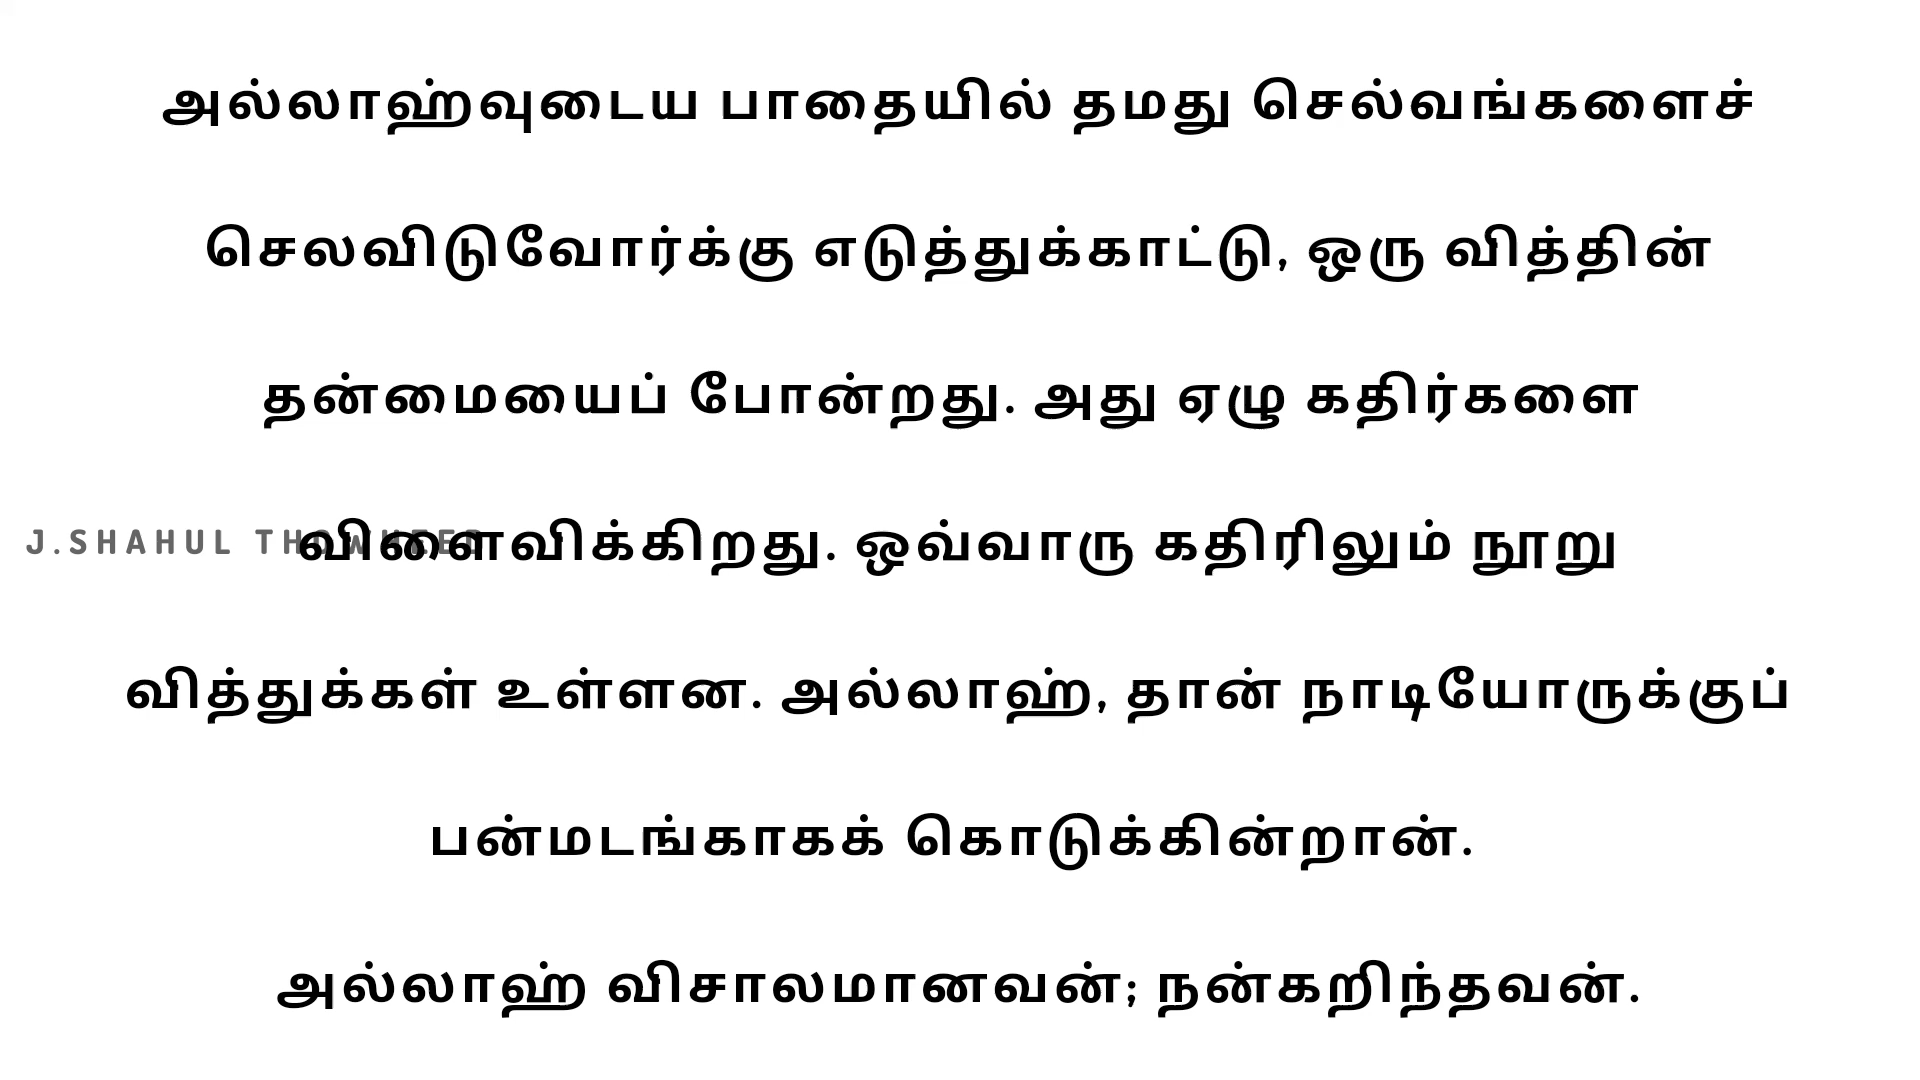 அல்லாஹ்வுடைய பாதையில் தமது செல்வங்களைச்
செலவிடுவோர்க்கு எடுத்துக்காட்டு, ஒரு வித்தின்
தன்மையைப் போன்றது. அது ஏழு கதிர்களை
J.SHAHUL THOWHEED
விளைவிக்கிறது. ஒவ்வாரு கதிரிலும் நூறு
வித்துக்கள் உள்ளன. அல்லாஹ், தான் நாடியோருக்குப்
பன்மடங்காகக் கொடுக்கின்றான்.
அல்லாஹ் விசாலமானவன்; நன்கறிந்தவன்.